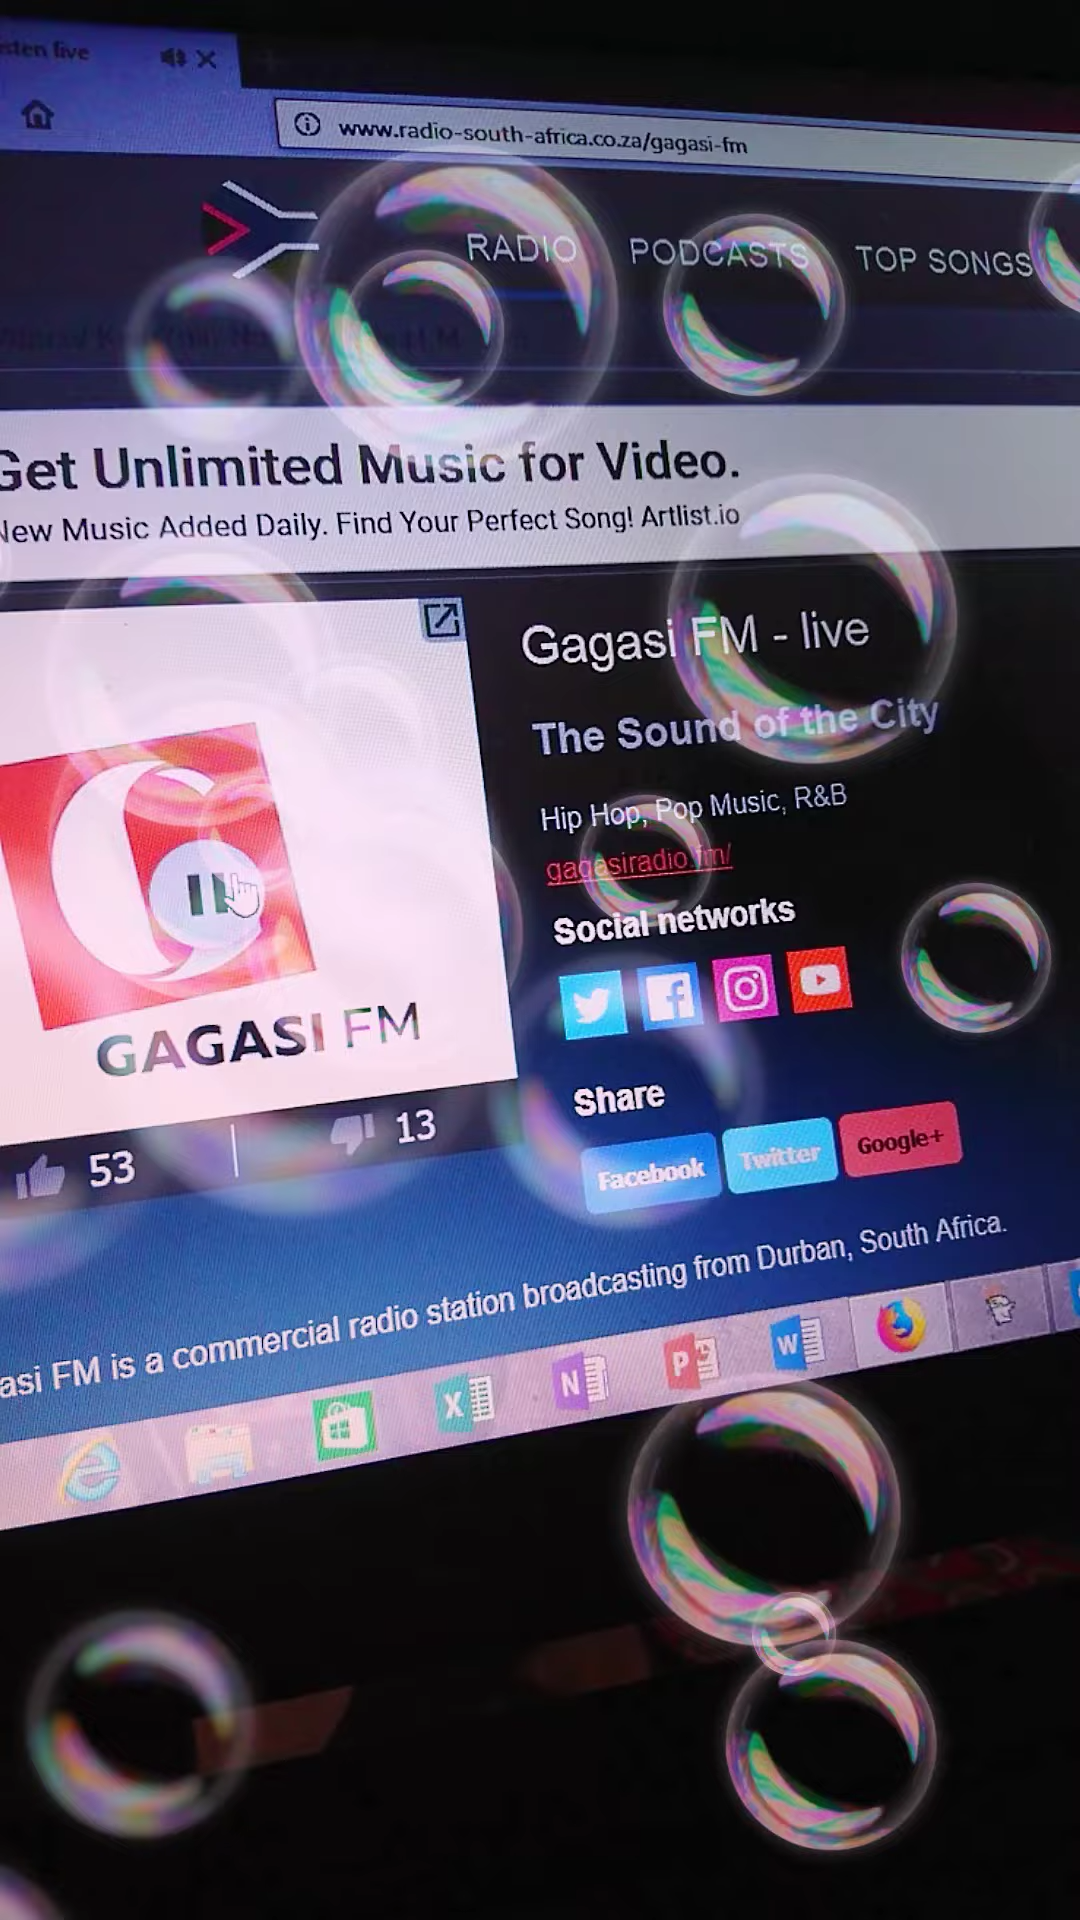 sten live
www.radio-south-africa.co.za/gagasi-fm
RADIO PODCASTS TOP SONGS
Get Unlimited Music for Video.
New Music Added Daily. Find Your Perfect Song! Artlist.io
Gagasi FM - live
The Sound of the City
Hip Hop, Pop Music, R&B
gagasiradio.fm/
Social networks
GAGASI FM
53 13
Share
Facebook Twitter Google+
asi FM is a commercial radio station broadcasting from Durban, South Africa.
X N P W